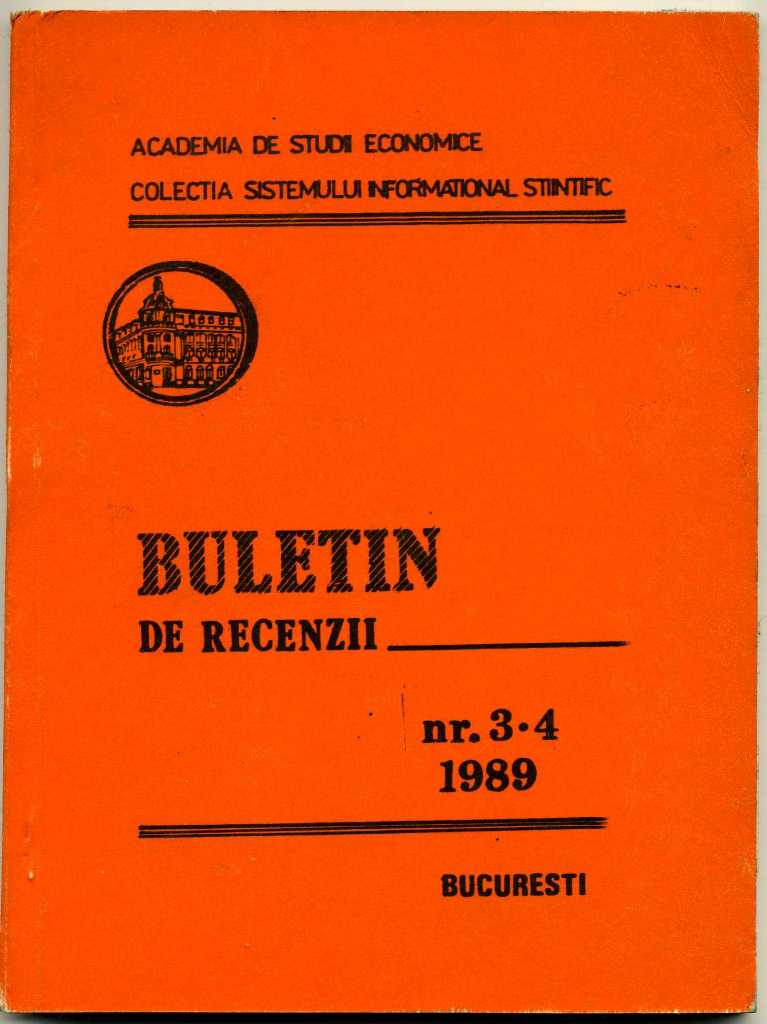 ACADEMIA DE STUDII ECONOMICE
COLECTIA SISTEMULUI INFORMATIONAL STIINTIFIC
BULETIN
DE RECENZII
nr. 3·4
1989
BUCURESTI